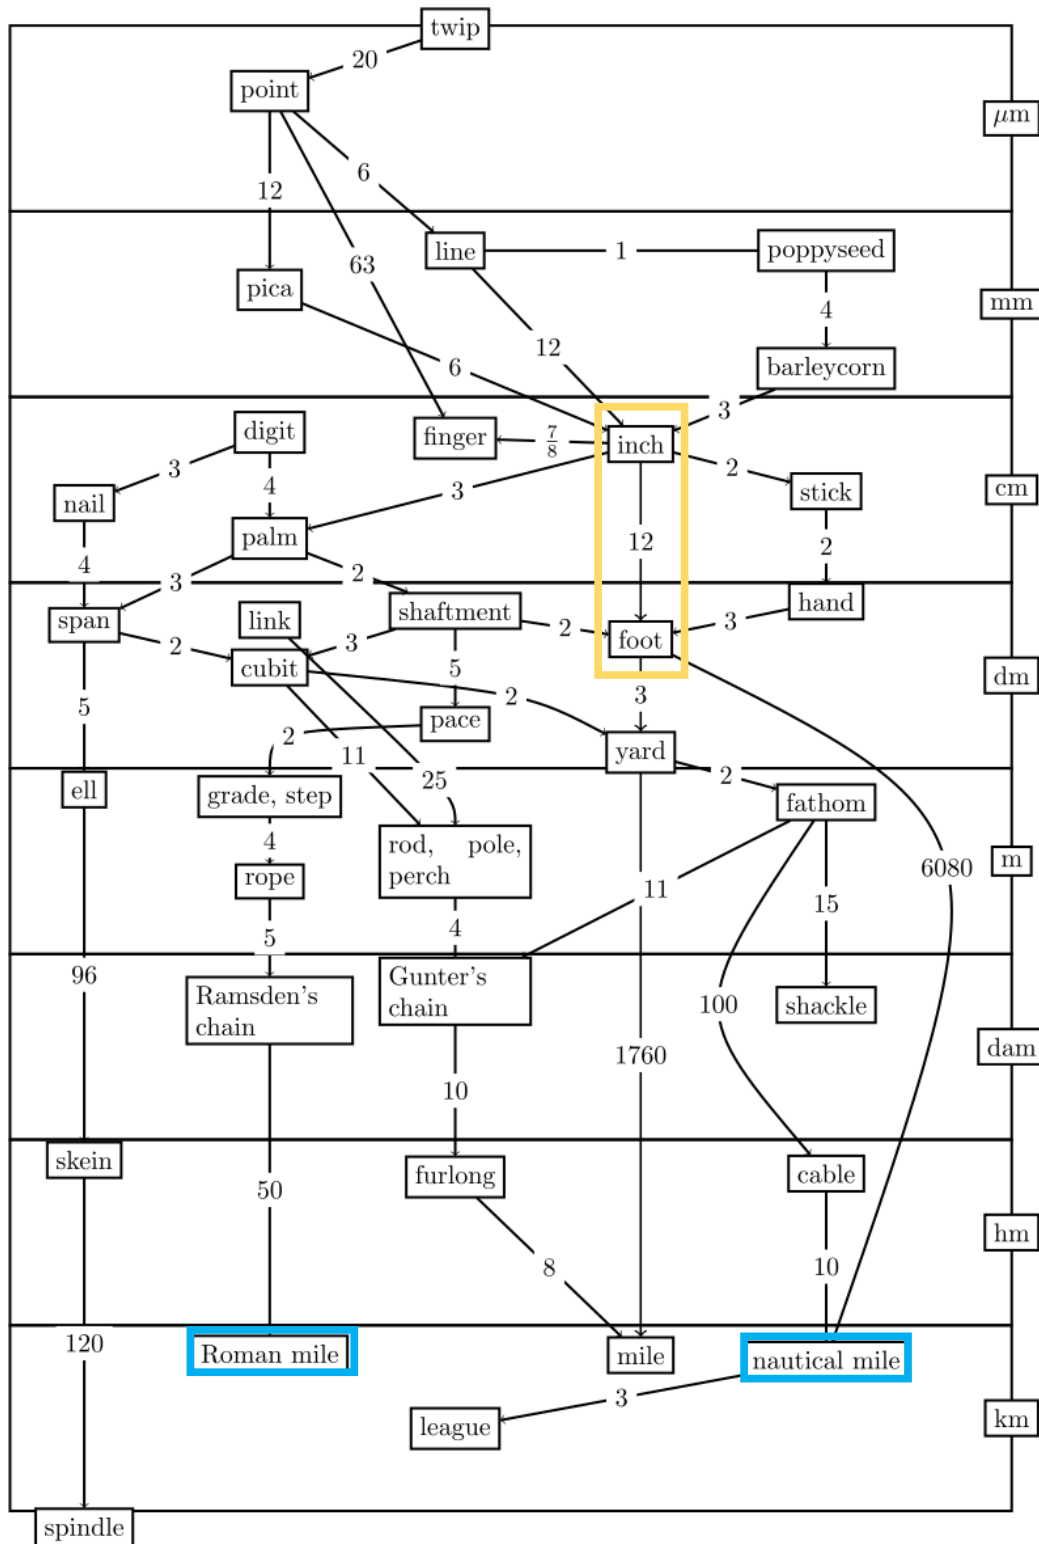 twip
20
point
μm
6
12
line
1
poppyseed
63
pica
mm
4
12
6
barleycorn
3
digit
finger
7/8
inch
3
2
nail
4
3
stick
cm
palm
12
2
4
3
2
hand
span
link
shaftment
2
foot
3
2
cubit
3
5
dm
5
2
3
pace
2
11
yard
25
2
ell
grade, step
fathom
4
rod, pole,
perch
m
6080
rope
11
15
5
4
96
Ramsden's
chain
Gunter's
chain
100
shackle
dam
1760
10
skein
furlong
cable
50
hm
8
10
120
Roman mile
mile
nautical mile
3
league
km
spindle